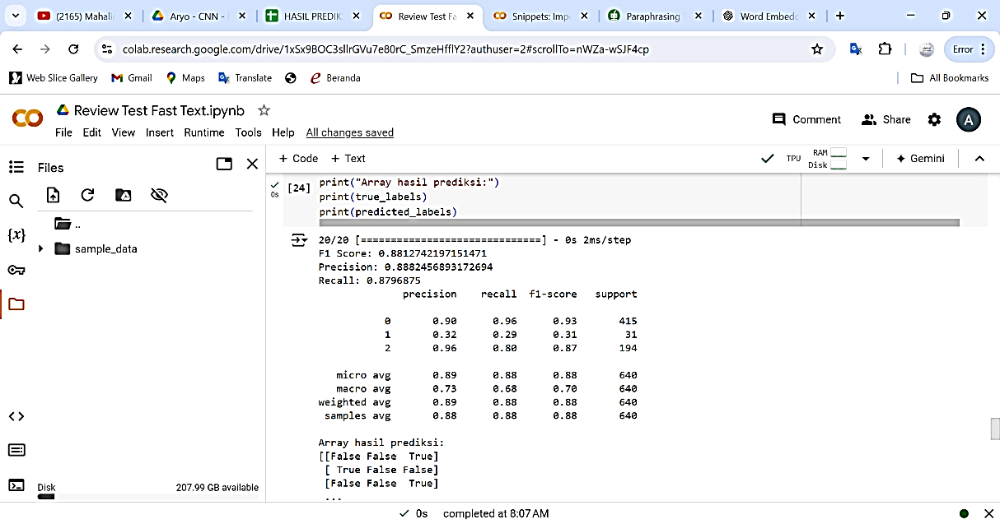 (2165) Mahali
Aryo - CNN -
HASIL PREDIK
Review Test Fa
Snippets: Imp
Paraphrasing
Word Embedd
colab.research.google.com/drive/1xSx9BOC3sllrGVu7e80rC_SmzeHfflY2?authuser=2#scrollTo=nWZa-wSJF4cp
Error
Web Slice Gallery
Gmail
Maps
Translate
Beranda
All Bookmarks
Review Test Fast Text.ipynb
File Edit View Insert Runtime Tools Help All changes saved
Comment
Share
A
Files
+ Code + Text
TPU
RAM
Disk
Gemini
..
sample_data
{x}
<>
Disk
207.99 GB available
0s
[24]
print("Array hasil prediksi:")
print(true_labels)
print(predicted_labels)
20/20 [==============================] - 0s 2ms/step
F1 Score: 0.8812742197151471
Precision: 0.8882456893172694
Recall: 0.8796875
precision recall f1-score support
0 0.90 0.96 0.93 415
1 0.32 0.29 0.31 31
2 0.96 0.80 0.87 194
micro avg 0.89 0.88 0.88 640
macro avg 0.73 0.68 0.70 640
weighted avg 0.89 0.88 0.88 640
samples avg 0.88 0.88 0.88 640
Array hasil prediksi:
[[False False  True]
[ True False False]
[False False  True]
...
0s completed at 8:07 AM